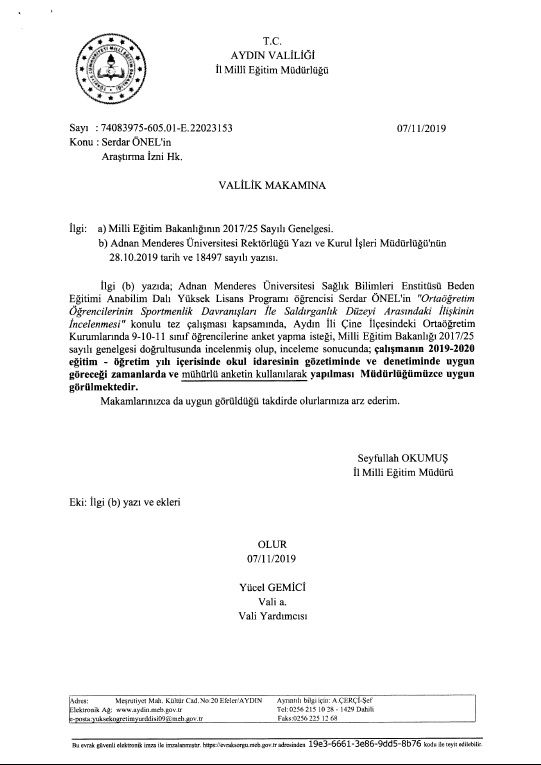 T.C.
AYDIN VALİLİĞİ
İl Milli Eğitim Müdürlüğü
Sayı : 74083975-605.01-E.22023153 07/11/2019
Konu : Serdar ÖNEL'in
Araştırma İzni Hk.
VALİLİK MAKAMINA
İlgi: a) Milli Eğitim Bakanlığının 2017/25 Sayılı Genelgesi.
b) Adnan Menderes Üniversitesi Rektörlüğü Yazı ve Kurul İşleri Müdürlüğü'nün
28.10.2019 tarih ve 18497 sayılı yazısı.
İlgi (b) yazıda; Adnan Menderes Üniversitesi Sağlık Bilimleri Enstitüsü Beden
Eğitimi Anabilim Dalı Yüksek Lisans Programı öğrencisi Serdar ÖNEL'in "Ortaöğretim
Öğrencilerinin Sportmenlik Davranışları İle Saldırganlık Düzeyi Arasındaki İlişkinin
İncelenmesi" konulu tez çalışması kapsamında, Aydın İli Çine İlçesindeki Ortaöğretim
Kurumlarında 9-10-11 sınıf öğrencilerine anket yapma isteği, Milli Eğitim Bakanlığı 2017/25
sayılı genelgesi doğrultusunda incelenmiş olup, inceleme sonucunda; çalışmanın 2019-2020
eğitim - öğretim yılı içerisinde okul idaresinin gözetiminde ve denetiminde uygun
göreceği zamanlarda ve mühürlü anketin kullanılarak yapılması Müdürlüğümüzce uygun
görülmektedir.
Makamlarınızca da uygun görüldüğü takdirde olurlarınıza arz ederim.
Seyfullah OKUMUŞ
İl Milli Eğitim Müdürü
Eki: İlgi (b) yazı ve ekleri
OLUR
07/11/2019
Yücel GEMİCİ
Vali a.
Vali Yardımcısı
Adres: Meşrutiyet Mah. Kültür Cad.No:20 Efeler/AYDIN Ayrıntılı bilgi için: A.ÇERÇİ-Şef
Elektronik Ağ: www.aydin.meb.gov.tr Tel:0256 215 10 28 - 1429 Dahili
e-posta:yuksekogretimyurddisi09@meb.gov.tr Faks:0256 225 12 68
Bu evrak güvenli elektronik imza ile imzalanmıştır. https://evraksorgu.meb.gov.tr adresinden 19e3-6661-3e86-9dd5-8b76 kodu ile teyit edilebilir.